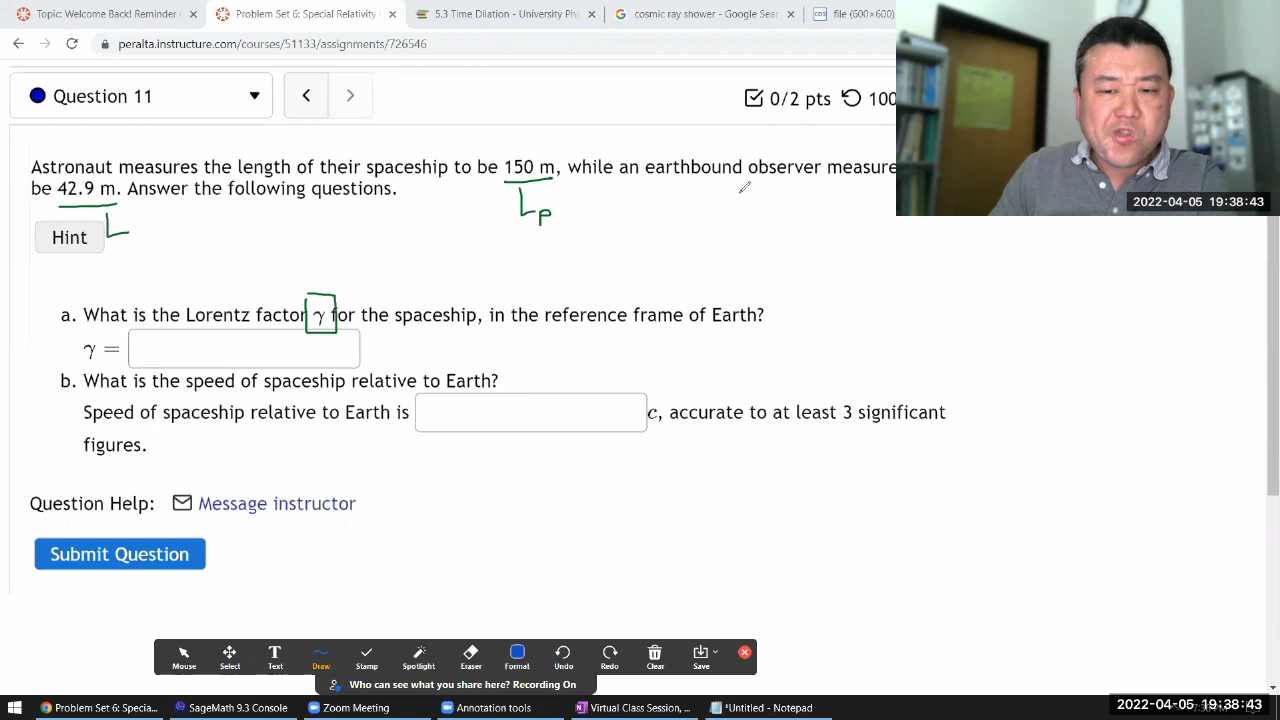 Topic Welcome Back! Reminder
Problem Set 6: Special Relativity
5.3 Time Dilation - University Ph
cosmic ray earthbound - Google Sear
file (600×600)
peralta.instructure.com/courses/51133/assignments/726546
Question 11
0/2 pts
100
Astronaut measures the length of their spaceship to be 150 m, while an earthbound observer measure
be 42.9 m. Answer the following questions.
Lp
L
Hint
a. What is the Lorentz factor γ for the spaceship, in the reference frame of Earth?
γ =
b. What is the speed of spaceship relative to Earth?
Speed of spaceship relative to Earth is c, accurate to at least 3 significant
figures.
Question Help: Message instructor
Submit Question
2022-04-05 19:38:43
Mouse Select Text Draw Stamp Spotlight Eraser Format Undo Redo Clear Save
Who can see what you share here? Recording On
Problem Set 6: Specia...
SageMath 9.3 Console
Zoom Meeting
Annotation tools
Virtual Class Session, ...
*Untitled - Notepad
2022-04-05 19:38:43